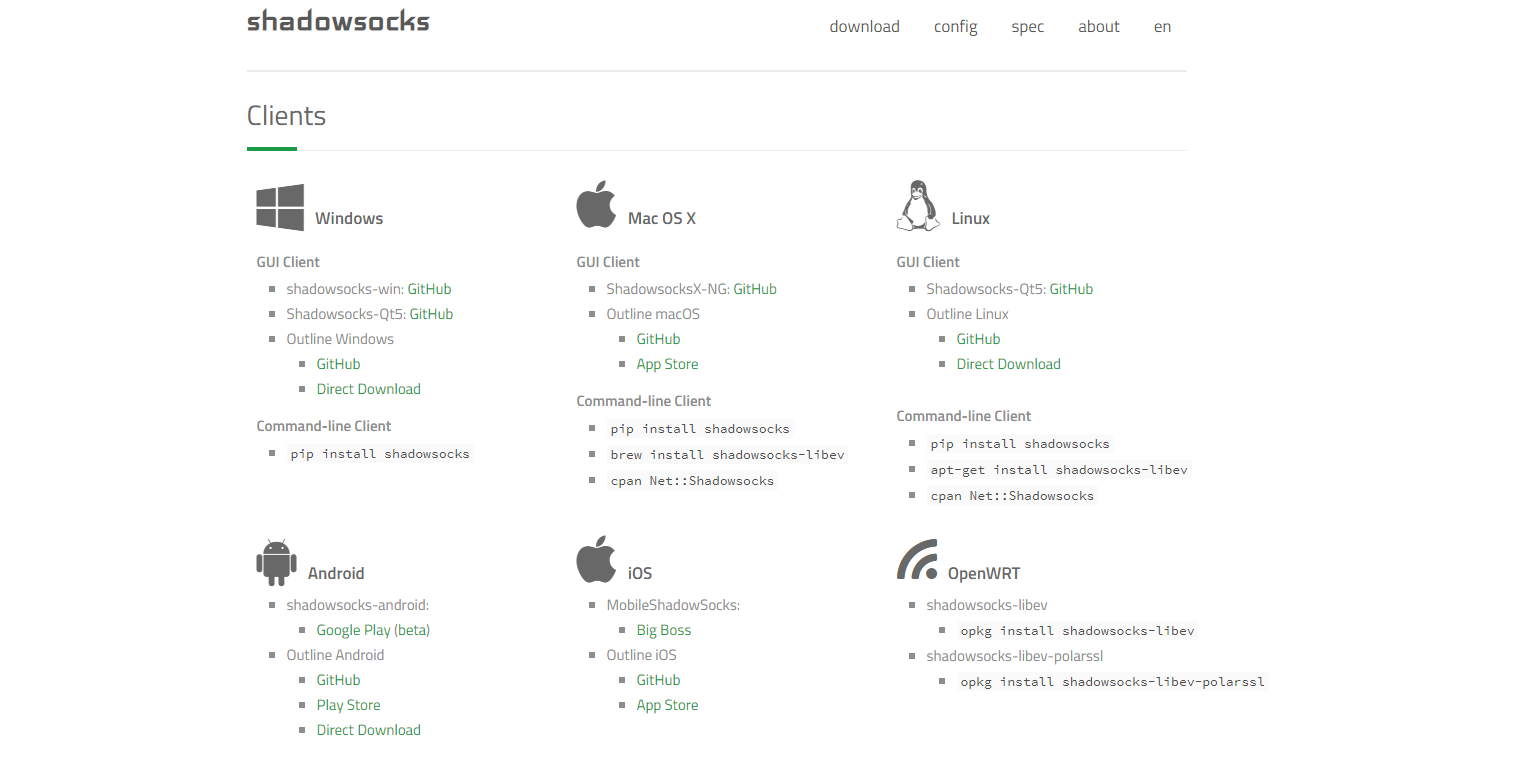 shadowsocks
download config spec about en
Clients
Windows
GUI Client
shadowsocks-win: GitHub
Shadowsocks-Qt5: GitHub
Outline Windows
GitHub
Direct Download
Command-line Client
pip install shadowsocks
Mac OS X
GUI Client
ShadowsocksX-NG: GitHub
Outline macOS
GitHub
App Store
Command-line Client
pip install shadowsocks
brew install shadowsocks-libev
cpan Net::Shadowsocks
Linux
GUI Client
Shadowsocks-Qt5: GitHub
Outline Linux
GitHub
Direct Download
Command-line Client
pip install shadowsocks
apt-get install shadowsocks-libev
cpan Net::Shadowsocks
Android
shadowsocks-android:
Google Play (beta)
Outline Android
GitHub
Play Store
Direct Download
iOS
MobileShadowSocks:
Big Boss
Outline iOS
GitHub
App Store
OpenWRT
shadowsocks-libev
opkg install shadowsocks-libev
shadowsocks-libev-polarssl
opkg install shadowsocks-libev-polarssl